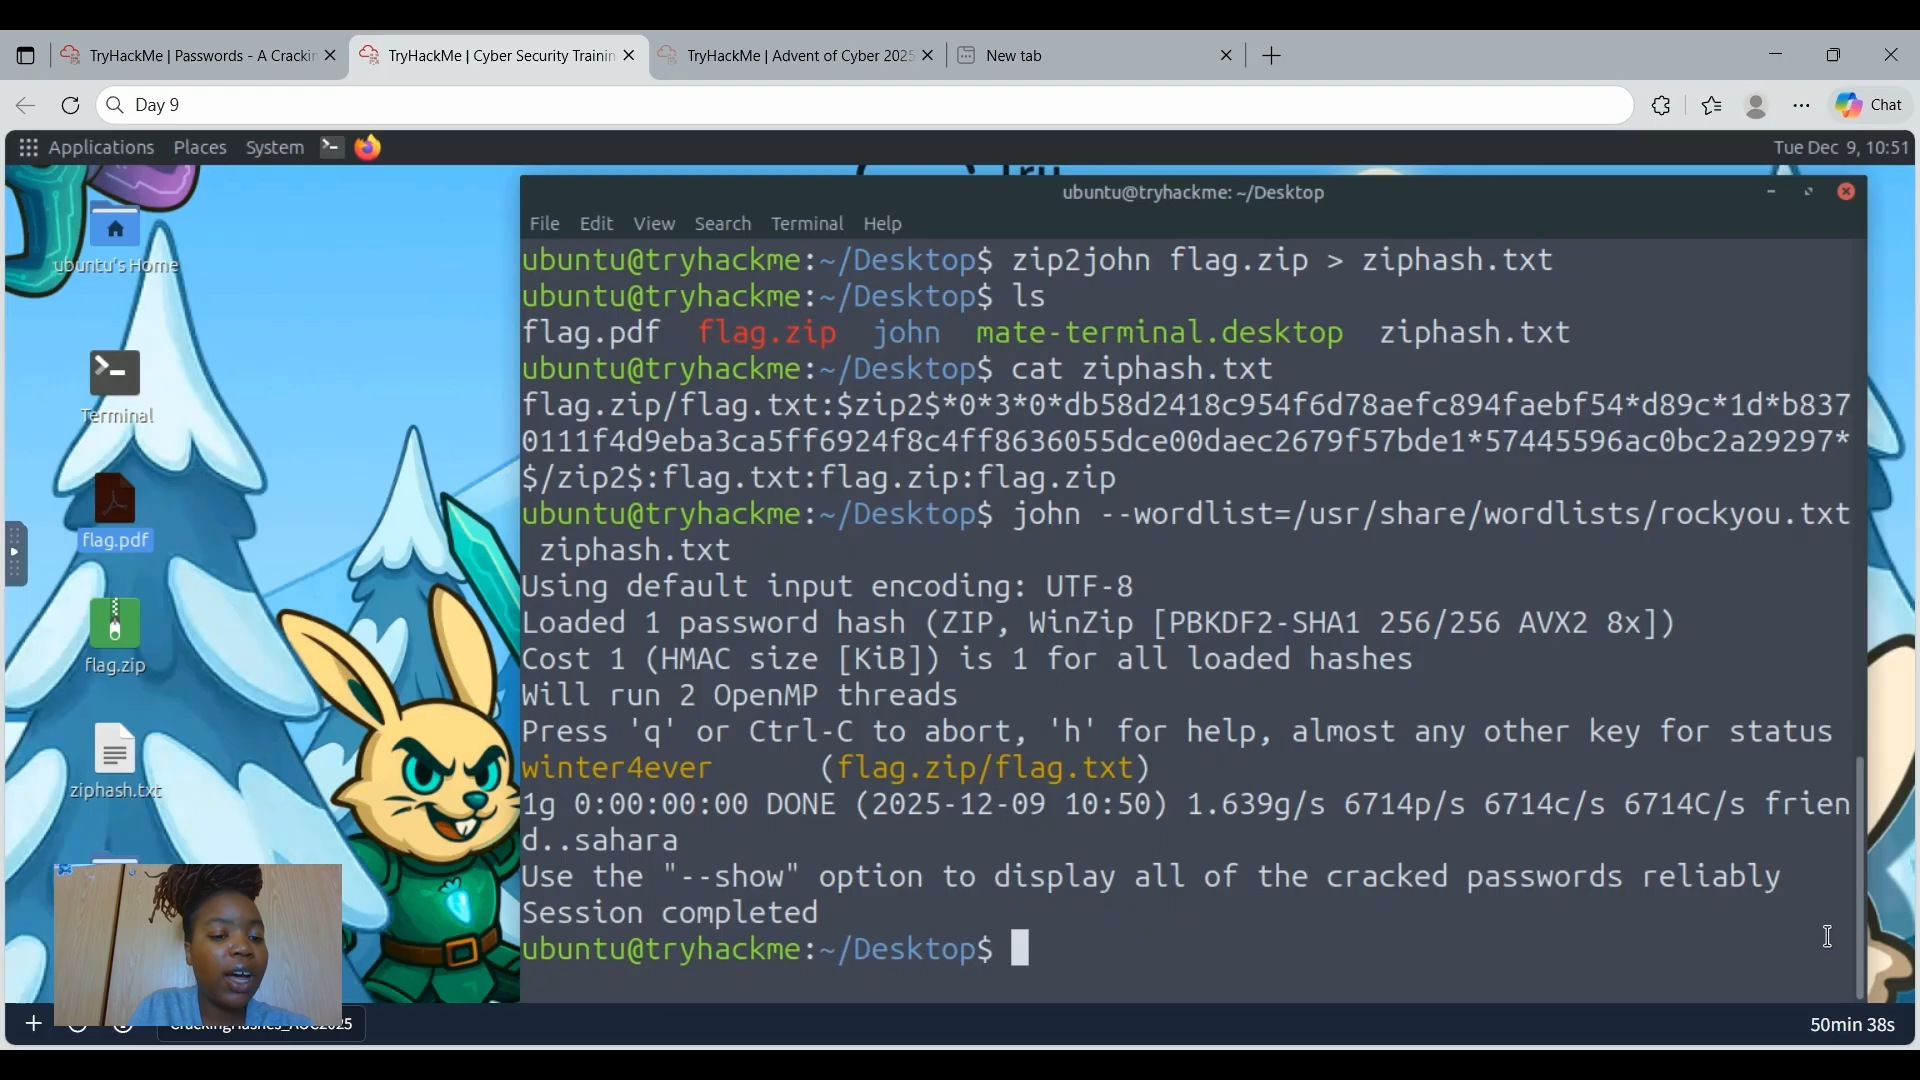 TryHackMe | Passwords - A Crackin
TryHackMe | Cyber Security Trainin
TryHackMe | Advent of Cyber 2025
New tab
Day 9
Chat
Applications Places System
Tue Dec 9, 10:51
ubuntu's Home
Terminal
flag.pdf
flag.zip
ziphash.txt
ubuntu@tryhackme: ~/Desktop
File Edit View Search Terminal Help
ubuntu@tryhackme:~/Desktop$ zip2john flag.zip > ziphash.txt
ubuntu@tryhackme:~/Desktop$ ls
flag.pdf flag.zip john mate-terminal.desktop ziphash.txt
ubuntu@tryhackme:~/Desktop$ cat ziphash.txt
flag.zip/flag.txt:$zip2$*0*3*0*db58d2418c954f6d78aefc894faebf54*d89c*1d*b837
0111f4d9eba3ca5ff6924f8c4ff8636055dce00daec2679f57bde1*57445596ac0bc2a29297*
$/zip2$:flag.txt:flag.zip:flag.zip
ubuntu@tryhackme:~/Desktop$ john --wordlist=/usr/share/wordlists/rockyou.txt
ziphash.txt
Using default input encoding: UTF-8
Loaded 1 password hash (ZIP, WinZip [PBKDF2-SHA1 256/256 AVX2 8x])
Cost 1 (HMAC size [KiB]) is 1 for all loaded hashes
Will run 2 OpenMP threads
Press 'q' or Ctrl-C to abort, 'h' for help, almost any other key for status
winter4ever (flag.zip/flag.txt)
1g 0:00:00:00 DONE (2025-12-09 10:50) 1.639g/s 6714p/s 6714c/s 6714C/s frien
d..sahara
Use the "--show" option to display all of the cracked passwords reliably
Session completed
ubuntu@tryhackme:~/Desktop$
CrackingHashes_AOC2025
50min 38s